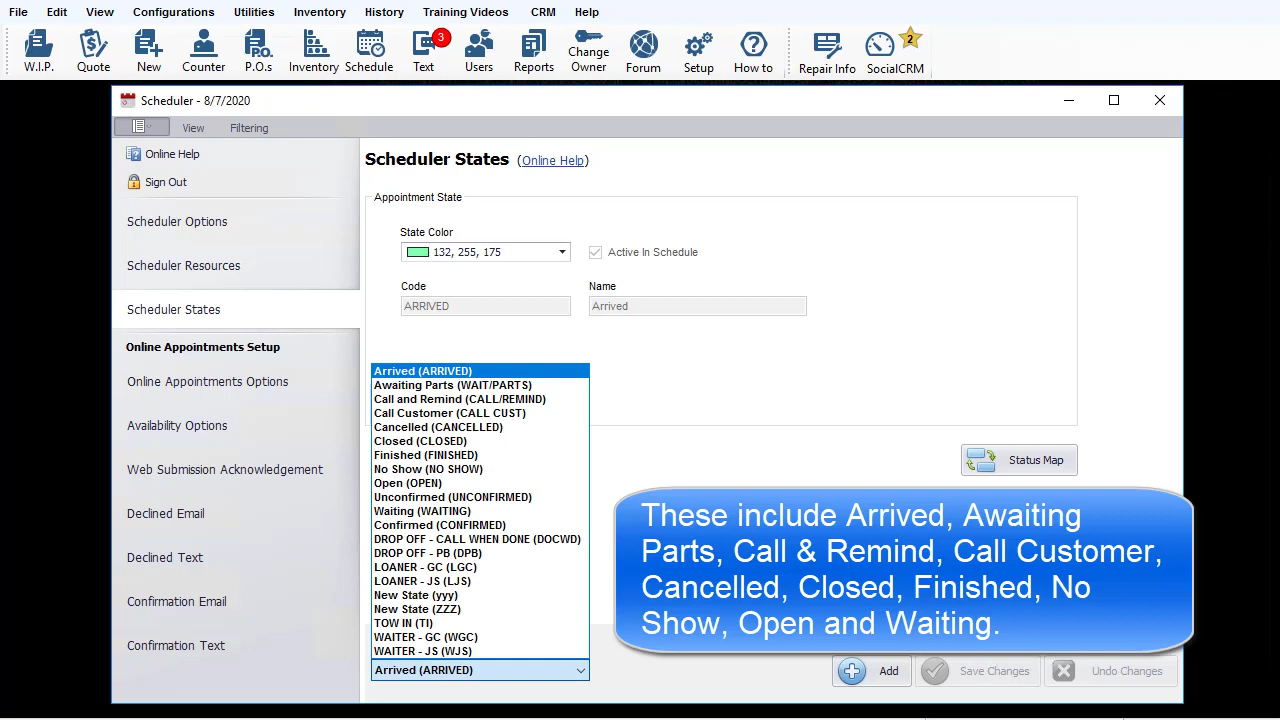 File Edit View Configurations Utilities Inventory History Training Videos CRM Help
3
2
W.I.P. Quote New Counter P.O.s Inventory Schedule Text Users Reports Change Owner Forum Setup How to Repair Info SocialCRM
P.O.
Scheduler - 8/7/2020
View Filtering
Online Help
Sign Out
Scheduler Options
Scheduler Resources
Scheduler States
Online Appointments Setup
Online Appointments Options
Availability Options
Web Submission Acknowledgement
Declined Email
Declined Text
Confirmation Email
Confirmation Text
Scheduler States (Online Help)
Appointment State
State Color
132, 255, 175
Active In Schedule
Code Name
ARRIVED Arrived
Arrived (ARRIVED)
Awaiting Parts (WAIT/PARTS)
Call and Remind (CALL/REMIND)
Call Customer (CALL CUST)
Cancelled (CANCELLED)
Closed (CLOSED)
Finished (FINISHED)
No Show (NO SHOW)
Open (OPEN)
Unconfirmed (UNCONFIRMED)
Waiting (WAITING)
Confirmed (CONFIRMED)
DROP OFF - CALL WHEN DONE (DOCWD)
DROP OFF - PB (DPB)
LOANER - GC (LGC)
LOANER - JS (LJS)
New State (yyy)
New State (ZZZ)
TOW IN (TI)
WAITER - GC (WGC)
WAITER - JS (WJS)
Arrived (ARRIVED)
Status Map
These include Arrived, Awaiting
Parts, Call & Remind, Call Customer,
Cancelled, Closed, Finished, No
Show, Open and Waiting.
Add Save Changes Undo Changes